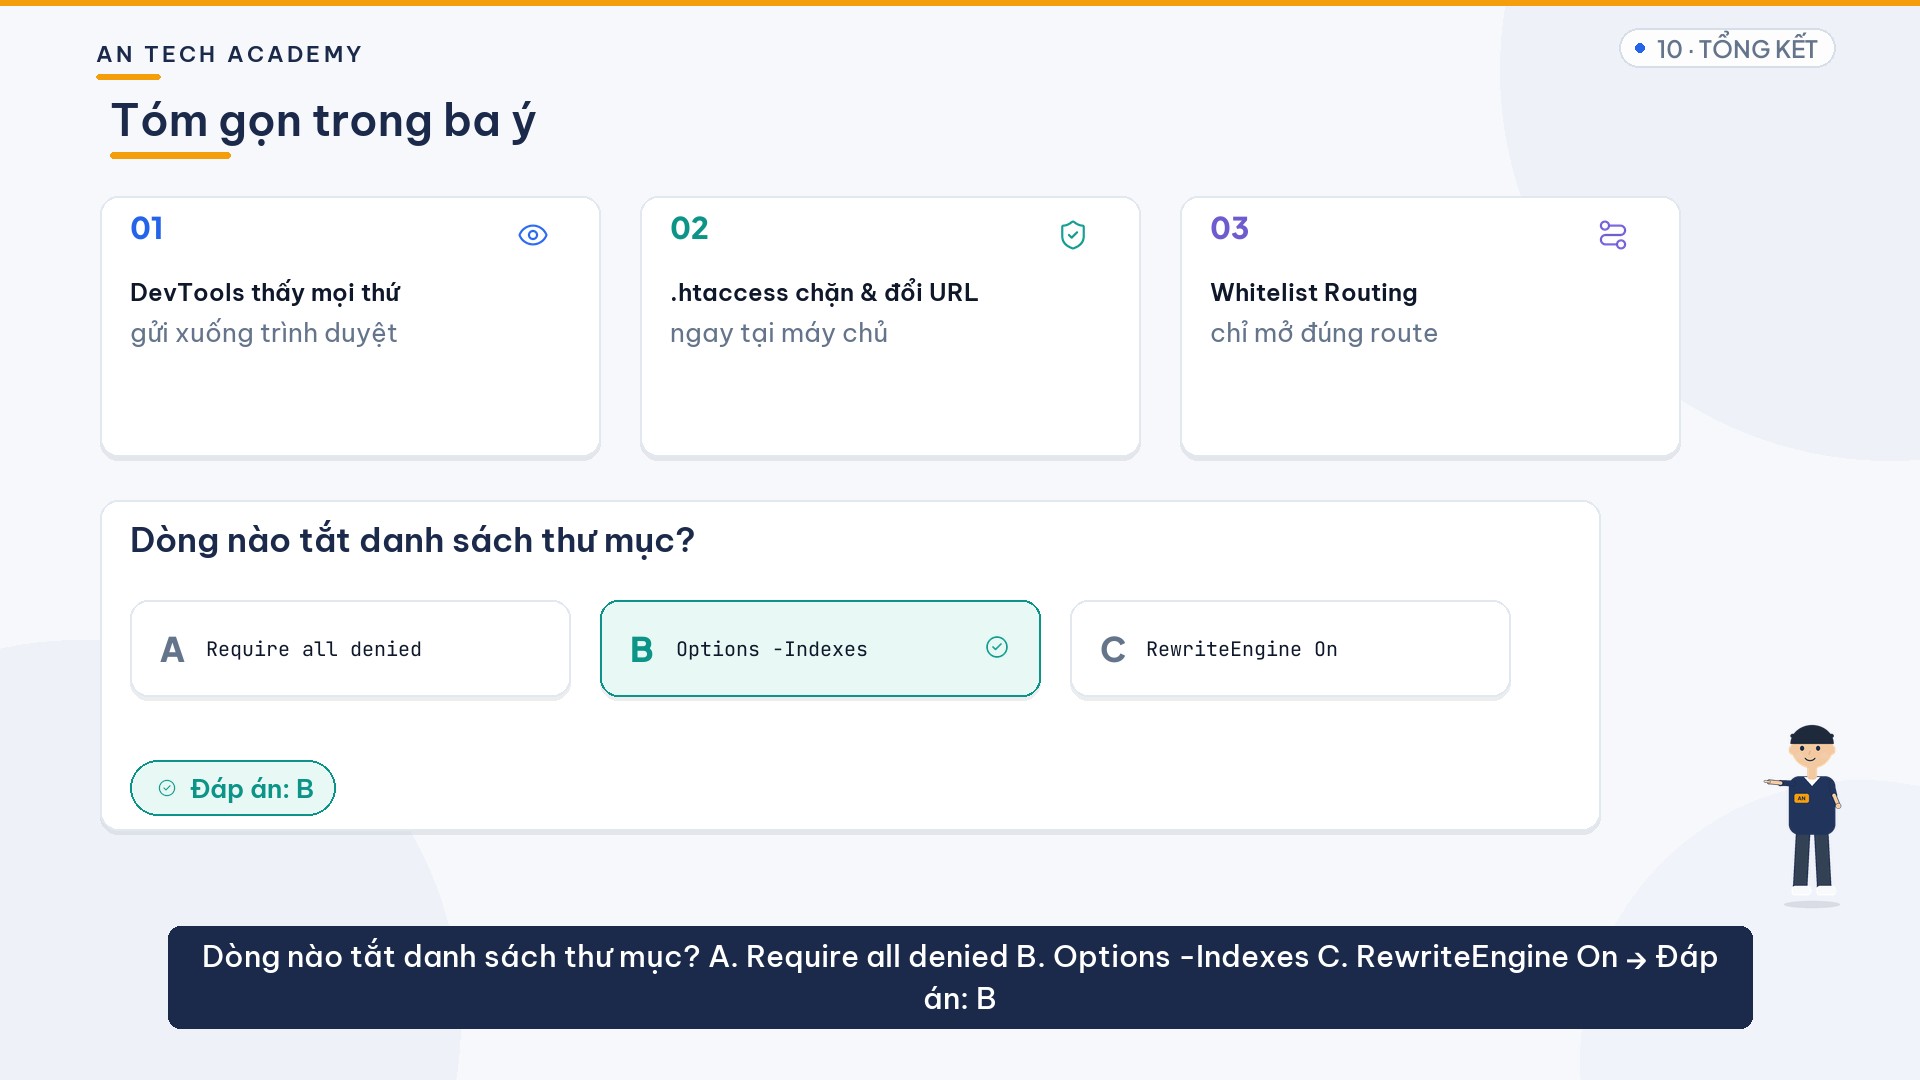 AN TECH ACADEMY
10 · TỔNG KẾT
Tóm gọn trong ba ý
01
DevTools thấy mọi thứ
gửi xuống trình duyệt
02
.htaccess chặn & đổi URL
ngay tại máy chủ
03
Whitelist Routing
chỉ mở đúng route
Dòng nào tắt danh sách thư mục?
A Require all denied
B Options -Indexes
C RewriteEngine On
Đáp án: B
AN
Dòng nào tắt danh sách thư mục? A. Require all denied B. Options -Indexes C. RewriteEngine On → Đáp
án: B